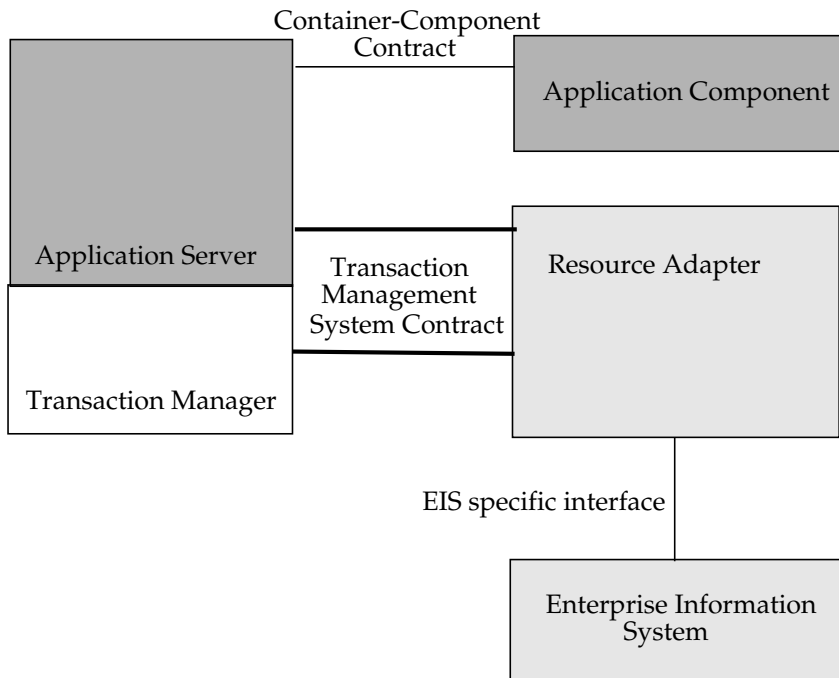 Container-Component
Contract
Application Component
Application Server
Transaction
Management
System Contract
Resource Adapter
Transaction Manager
EIS specific interface
Enterprise Information
System